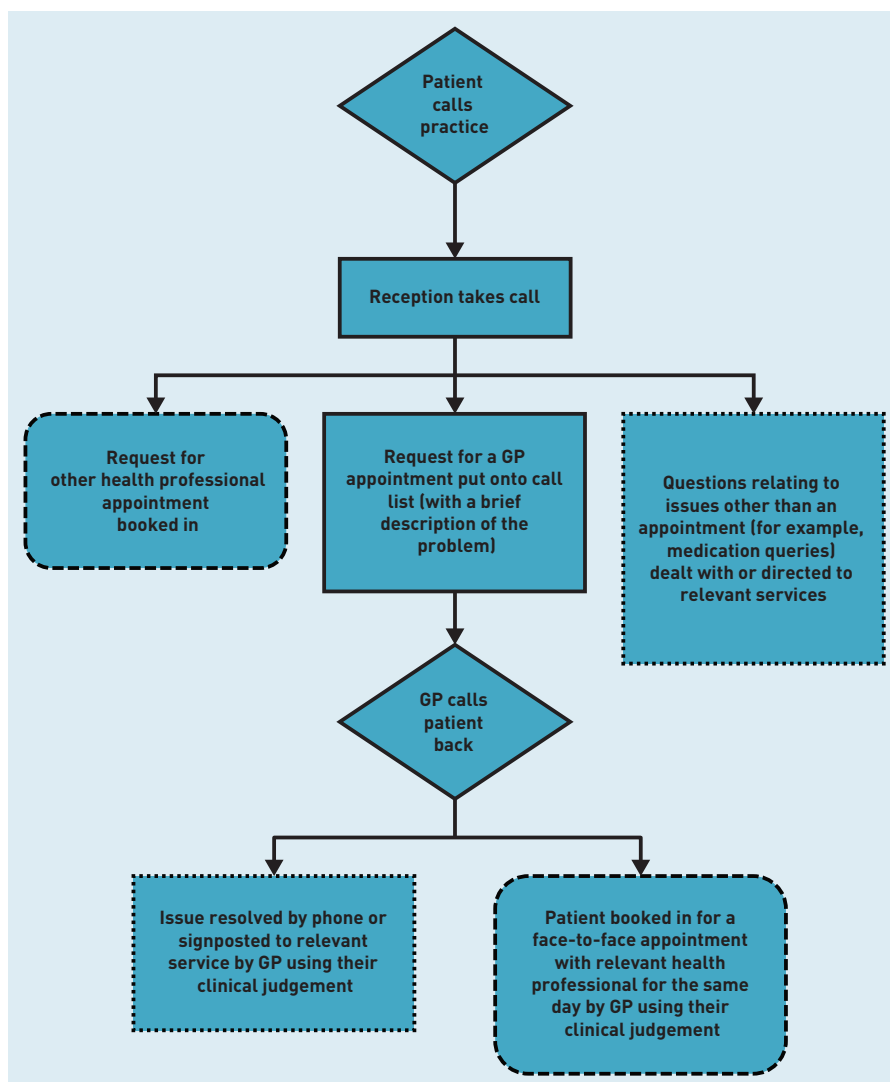 Patient
calls
practice
Reception takes call
Request for
other health professional
appointment
booked in
Request for a GP
appointment put onto call
list (with a brief
description of the
problem)
Questions relating to
issues other than an
appointment (for example,
medication queries)
dealt with or directed to
relevant services
GP calls
patient
back
Issue resolved by phone or
signposted to relevant
service by GP using their
clinical judgement
Patient booked in for a
face-to-face appointment
with relevant health
professional for the same
day by GP using their
clinical judgement